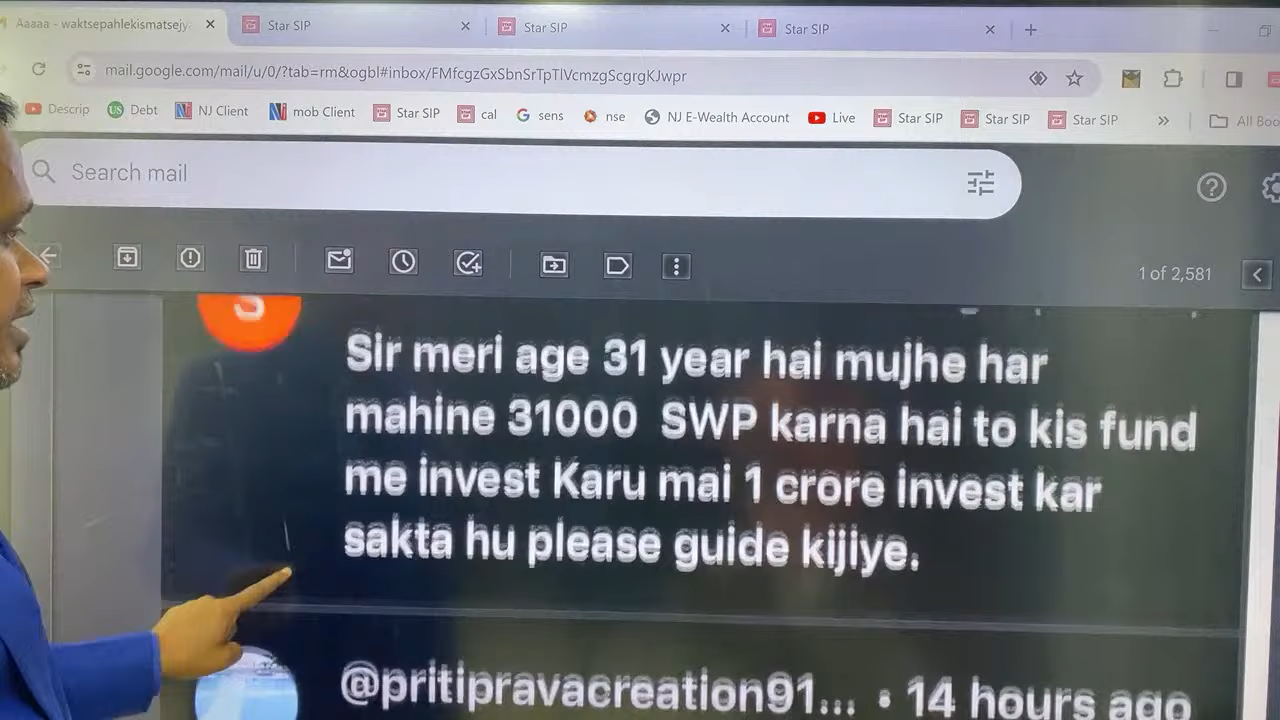 Aaaaa - waktsepahlekismatsejy
Star SIP
Star SIP
Star SIP
mail.google.com/mail/u/0/?tab=rm&ogbl#inbox/FMfcgzGxSbnSrTpTlVcmzgScgrgKJwpr
Descrip
Debt
NJ Client
mob Client
Star SIP
cal
sens
nse
NJ E-Wealth Account
Live
Star SIP
Star SIP
Star SIP
All Boo
Search mail
1 of 2,581
S
Sir meri age 31 year hai mujhe har
mahine 31000 SWP karna hai to kis fund
me invest Karu mai 1 crore invest kar
sakta hu please guide kijiye.
@pritipravacreation91... • 14 hours ago